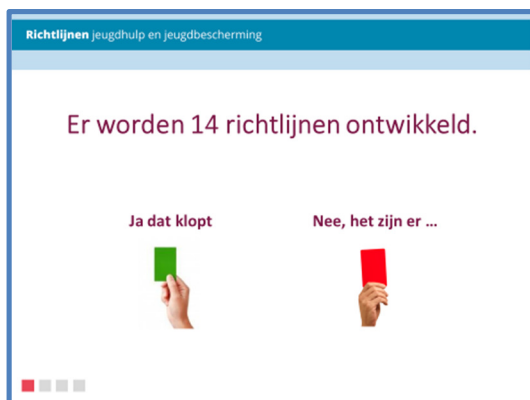 Richtlijnen jeugdhulp en jeugdbescherming
Er worden 14 richtlijnen ontwikkeld.
Ja dat klopt
Nee, het zijn er ...